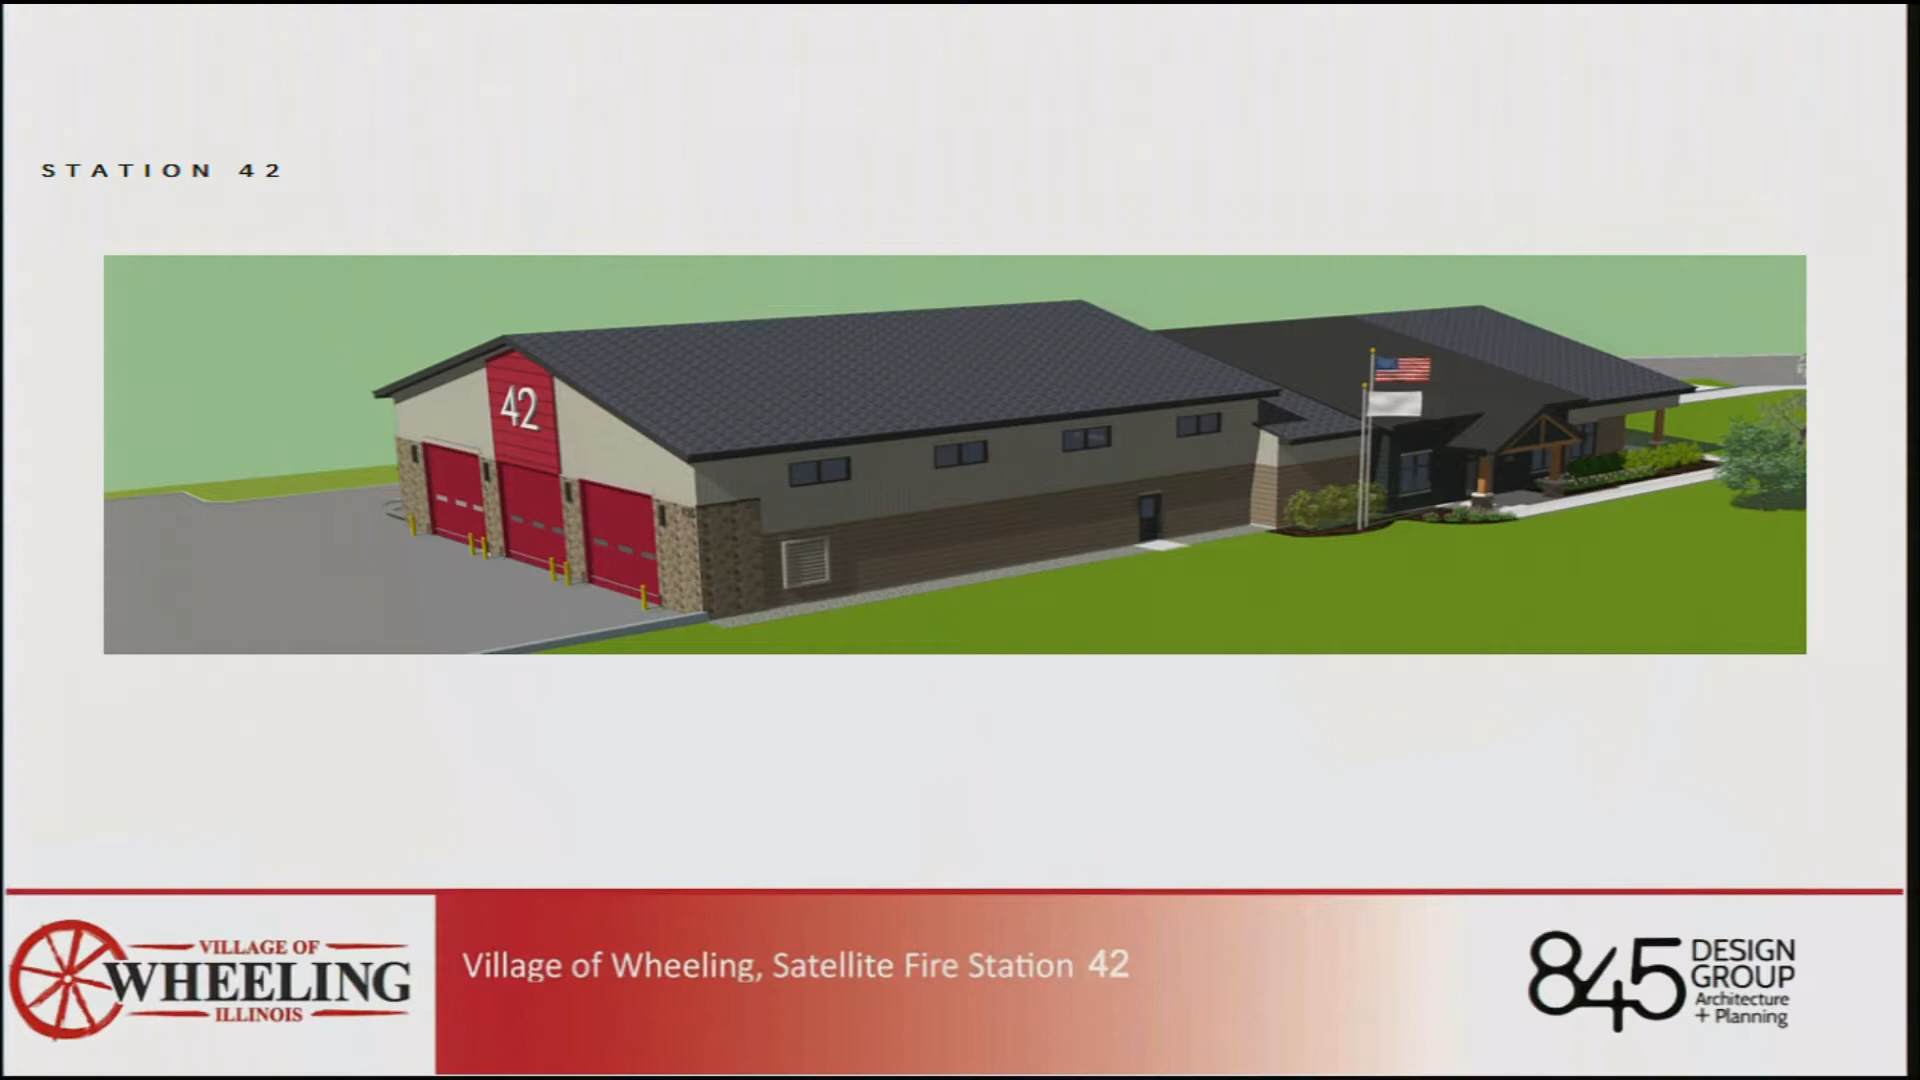 STATION 42
42
VILLAGE OF
WHEELING
ILLINOIS
Village of Wheeling, Satellite Fire Station 42
845
DESIGN
GROUP
Architecture
+ Planning